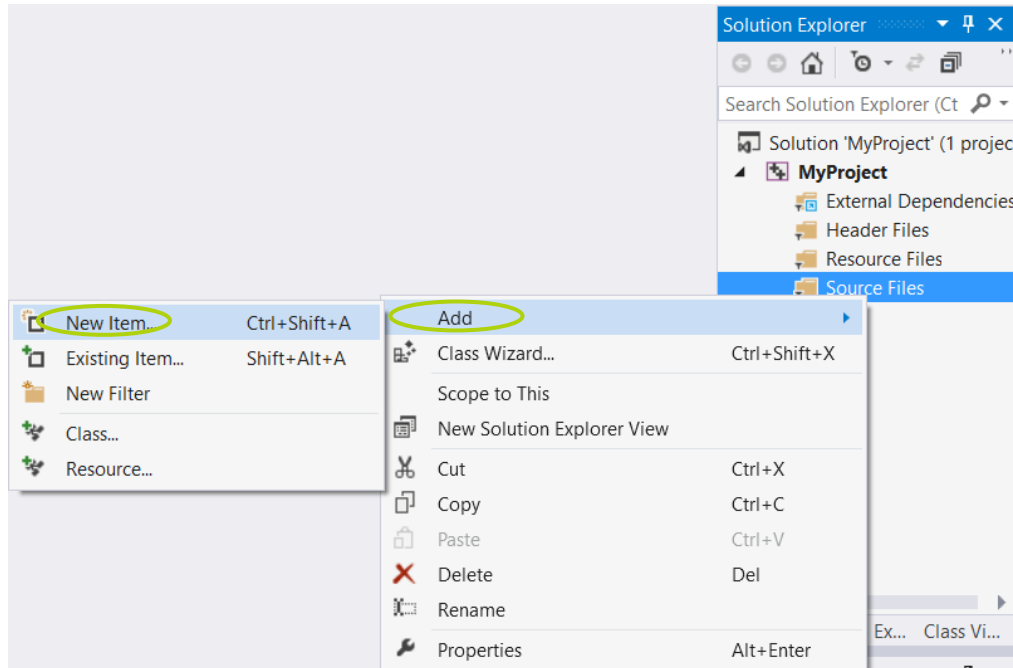 Solution Explorer
Search Solution Explorer (Ct
Solution 'MyProject' (1 projec
MyProject
External Dependencies
Header Files
Resource Files
Source Files
New Item... Ctrl+Shift+A
Existing Item... Shift+Alt+A
New Filter
Class...
Resource...
Add
Class Wizard... Ctrl+Shift+X
Scope to This
New Solution Explorer View
Cut Ctrl+X
Copy Ctrl+C
Paste Ctrl+V
Delete Del
Rename
Properties Alt+Enter
Ex... Class Vi...